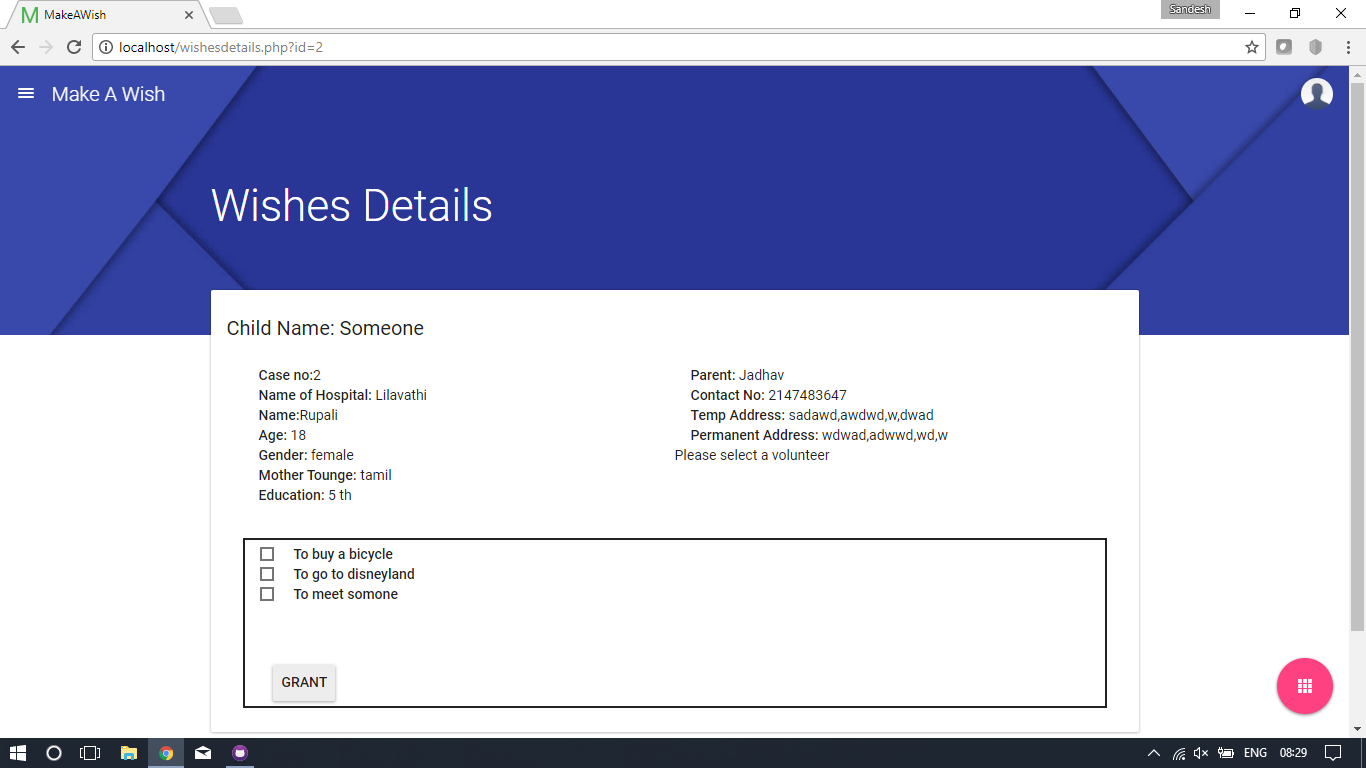 MakeAWish
Sandesh
localhost/wishesdetails.php?id=2
Make A Wish
Wishes Details
Child Name: Someone
Case no:2
Name of Hospital: Lilavathi
Name:Rupali
Age: 18
Gender: female
Mother Tounge: tamil
Education: 5 th
Parent: Jadhav
Contact No: 2147483647
Temp Address: sadawd,awdwd,w,dwad
Permanent Address: wdwad,adwwd,wd,w
Please select a volunteer
To buy a bicycle
To go to disneyland
To meet somone
GRANT
ENG
08:29